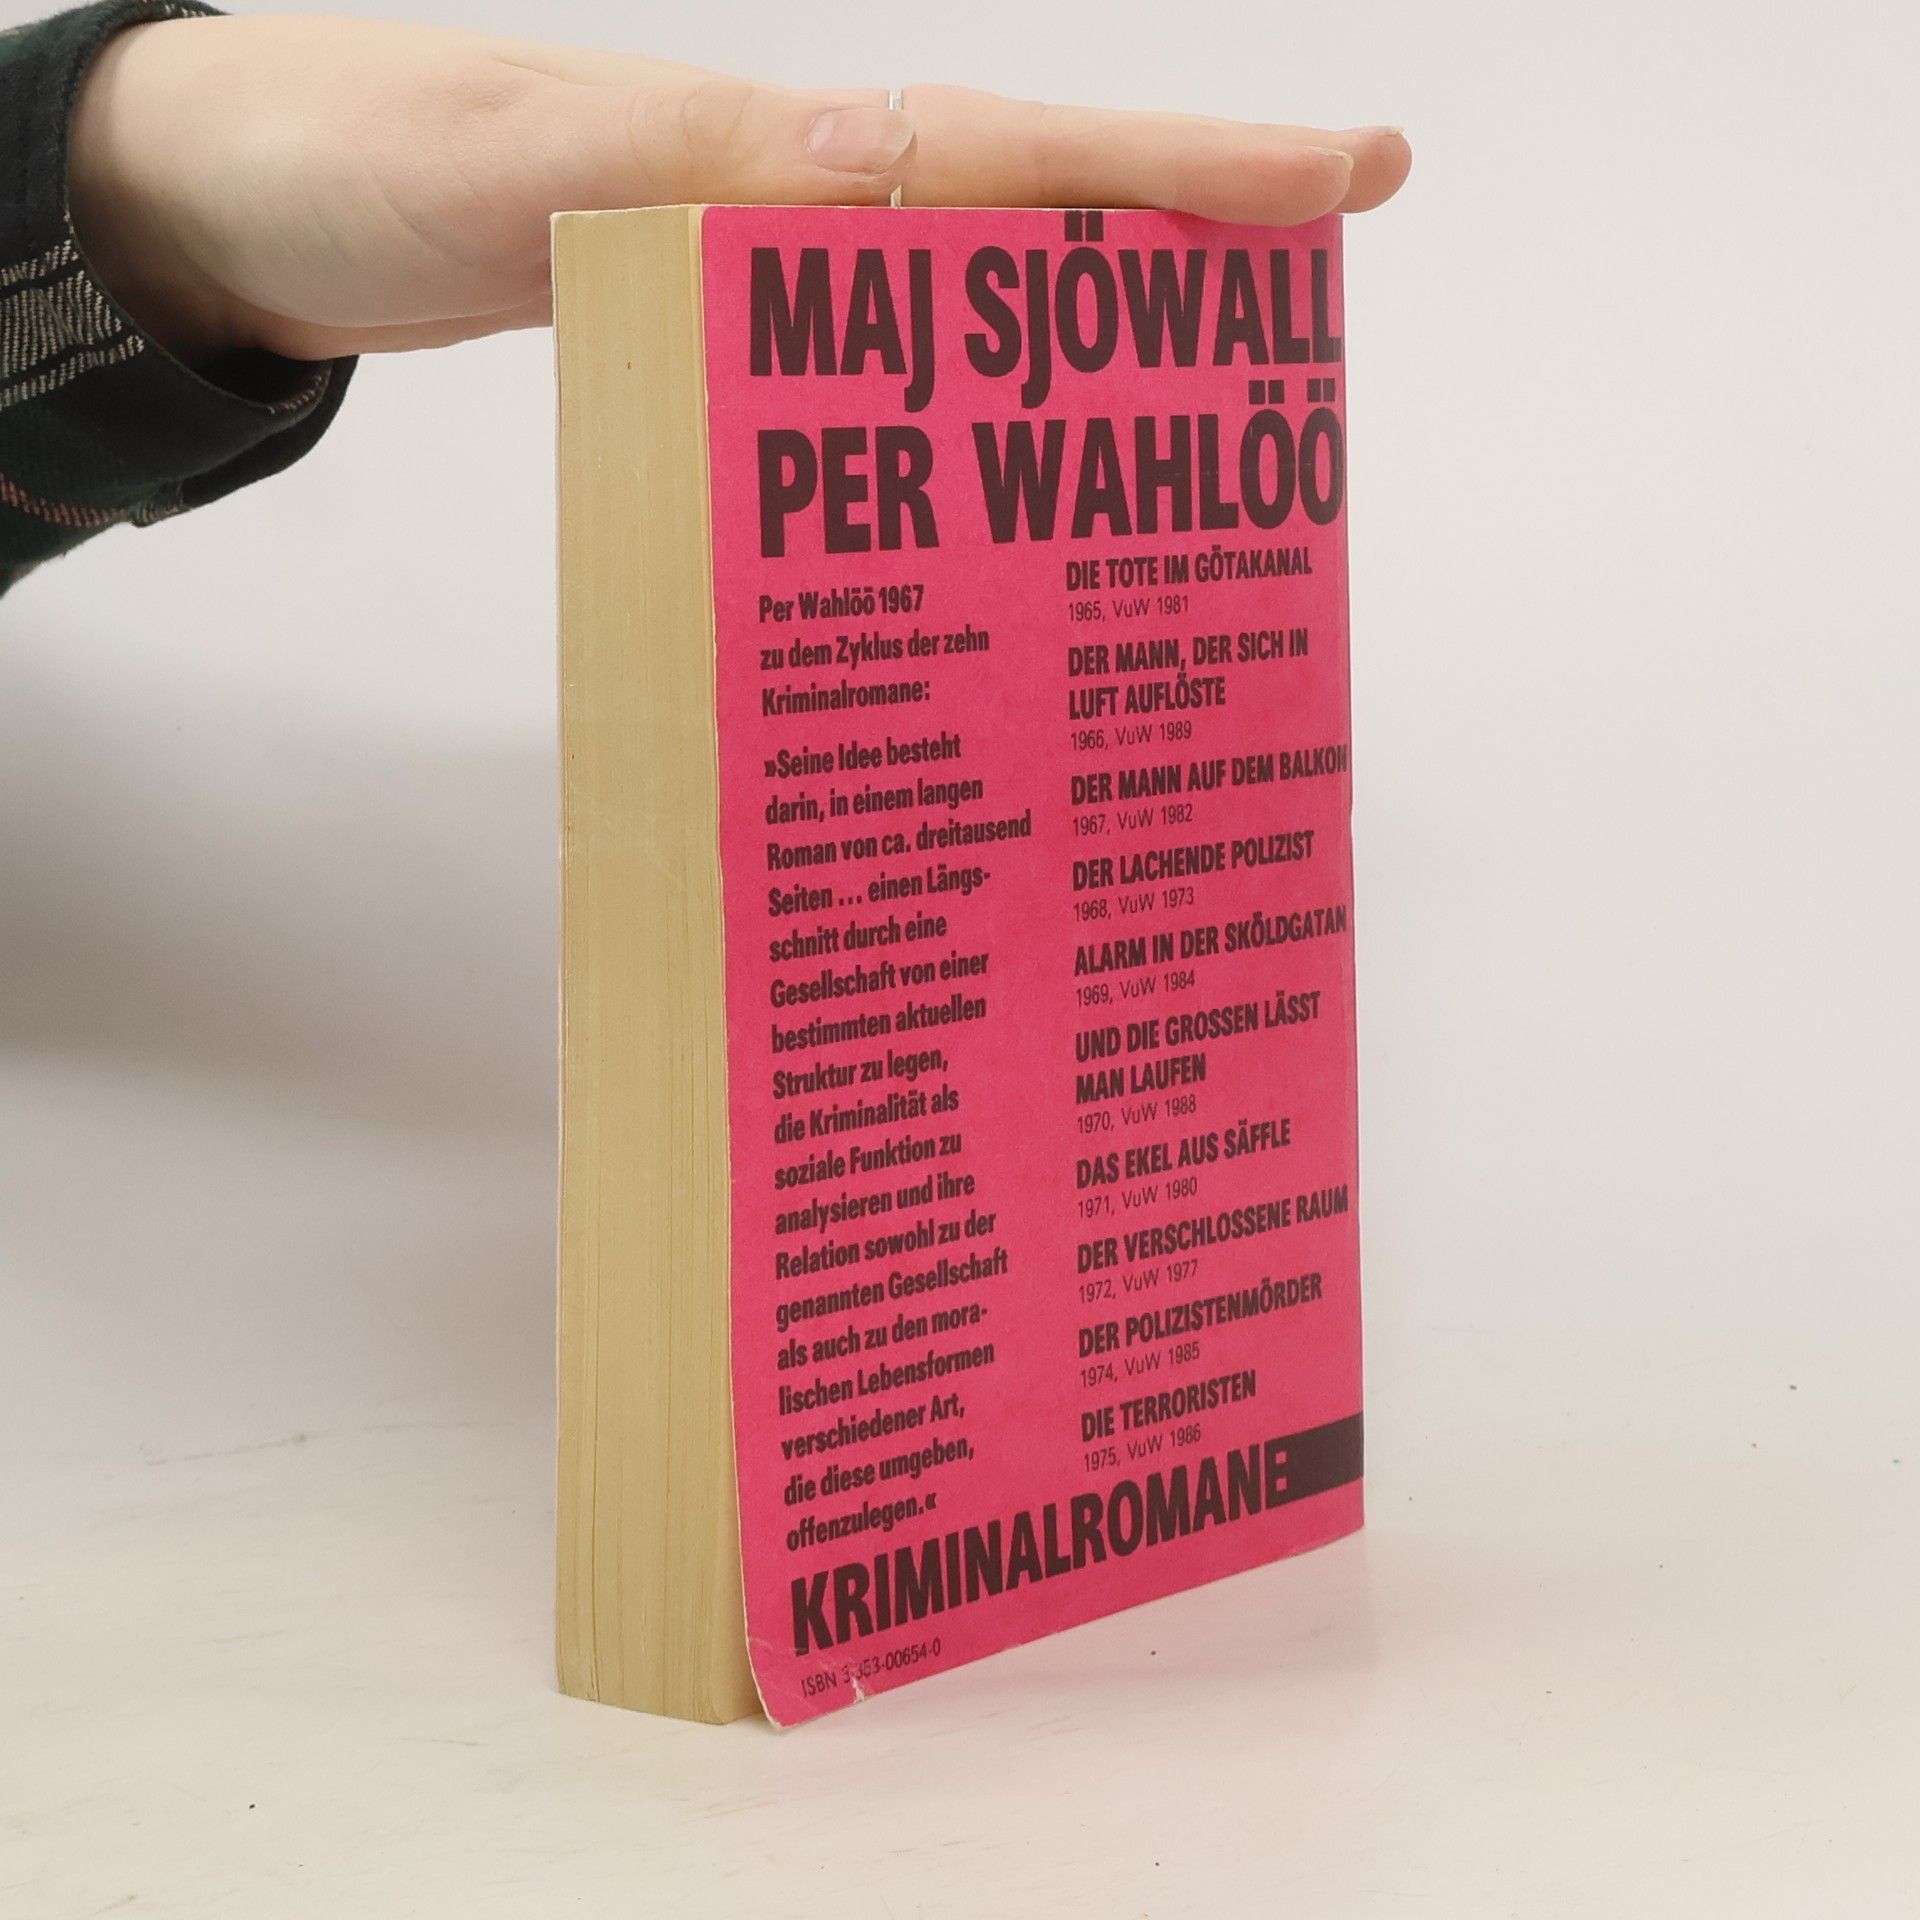 MAJ SJÖWALL
PER WAHLÖÖ
Per Wahlöö 1967
zu dem Zyklus der zehn
Kriminalromane:
»Seine Idee besteht
darin, in einem langen
Roman von ca. dreitausend
Seiten ... einen Längs-
schnitt durch eine
Gesellschaft von einer
bestimmten aktuellen
Struktur zu legen,
die Kriminalität als
soziale Funktion zu
analysieren und ihre
Relation sowohl zu der
genannten Gesellschaft
als auch zu den mora-
lischen Lebensformen
verschiedener Art,
die diese umgeben,
offenzulegen.«
DIE TOTE IM GÖTAKANAL
1965, VuW 1981
DER MANN, DER SICH IN
LUFT AUFLÖSTE
1966, VuW 1989
DER MANN AUF DEM BALKON
1967, VuW 1982
DER LACHENDE POLIZIST
1968, VuW 1973
ALARM IN DER SKÖLDGATAN
1969, VuW 1984
UND DIE GROSSEN LÄSST
MAN LAUFEN
1970, VuW 1988
DAS EKEL AUS SÄFFLE
1971, VuW 1980
DER VERSCHLOSSENE RAUM
1972, VuW 1977
DER POLIZISTENMÖRDER
1974, VuW 1985
DIE TERRORISTEN
1975, VuW 1986
KRIMINALROMANE
ISBN 3-353-00654-0